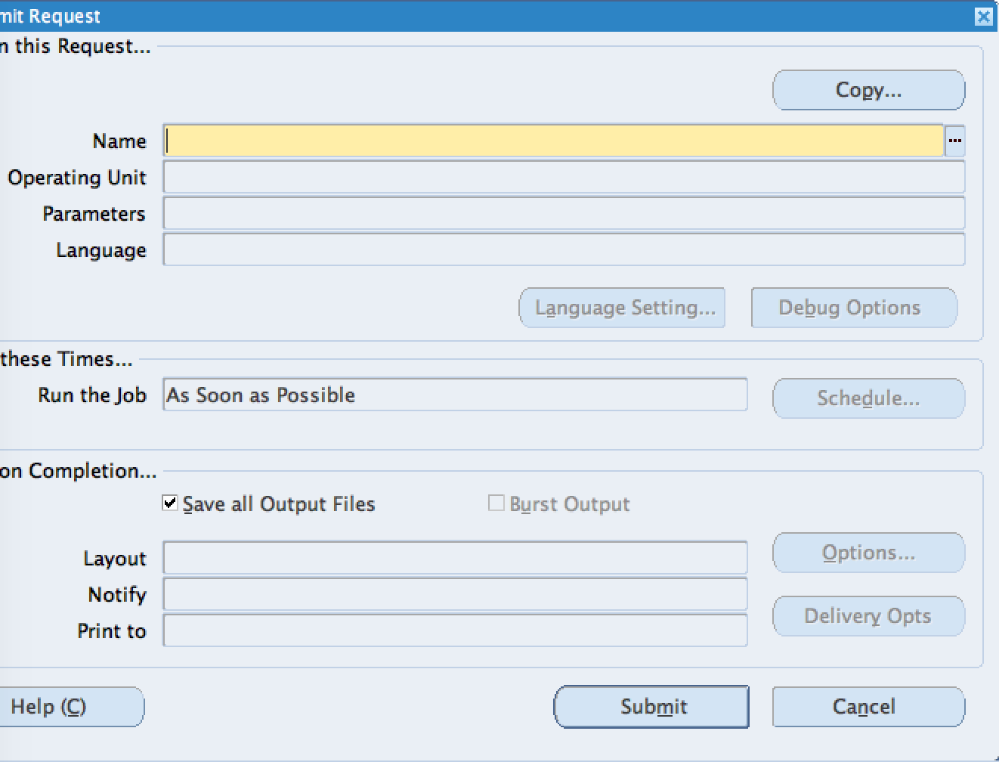 mit Request
n this Request...
Copy...
Name
...
Operating Unit
Parameters
Language
Language Setting...
Debug Options
these Times...
Run the Job
As Soon as Possible
Schedule...
on Completion...
Save all Output Files
Burst Output
Layout
Options...
Notify
Delivery Opts
Print to
Help (C)
Submit
Cancel